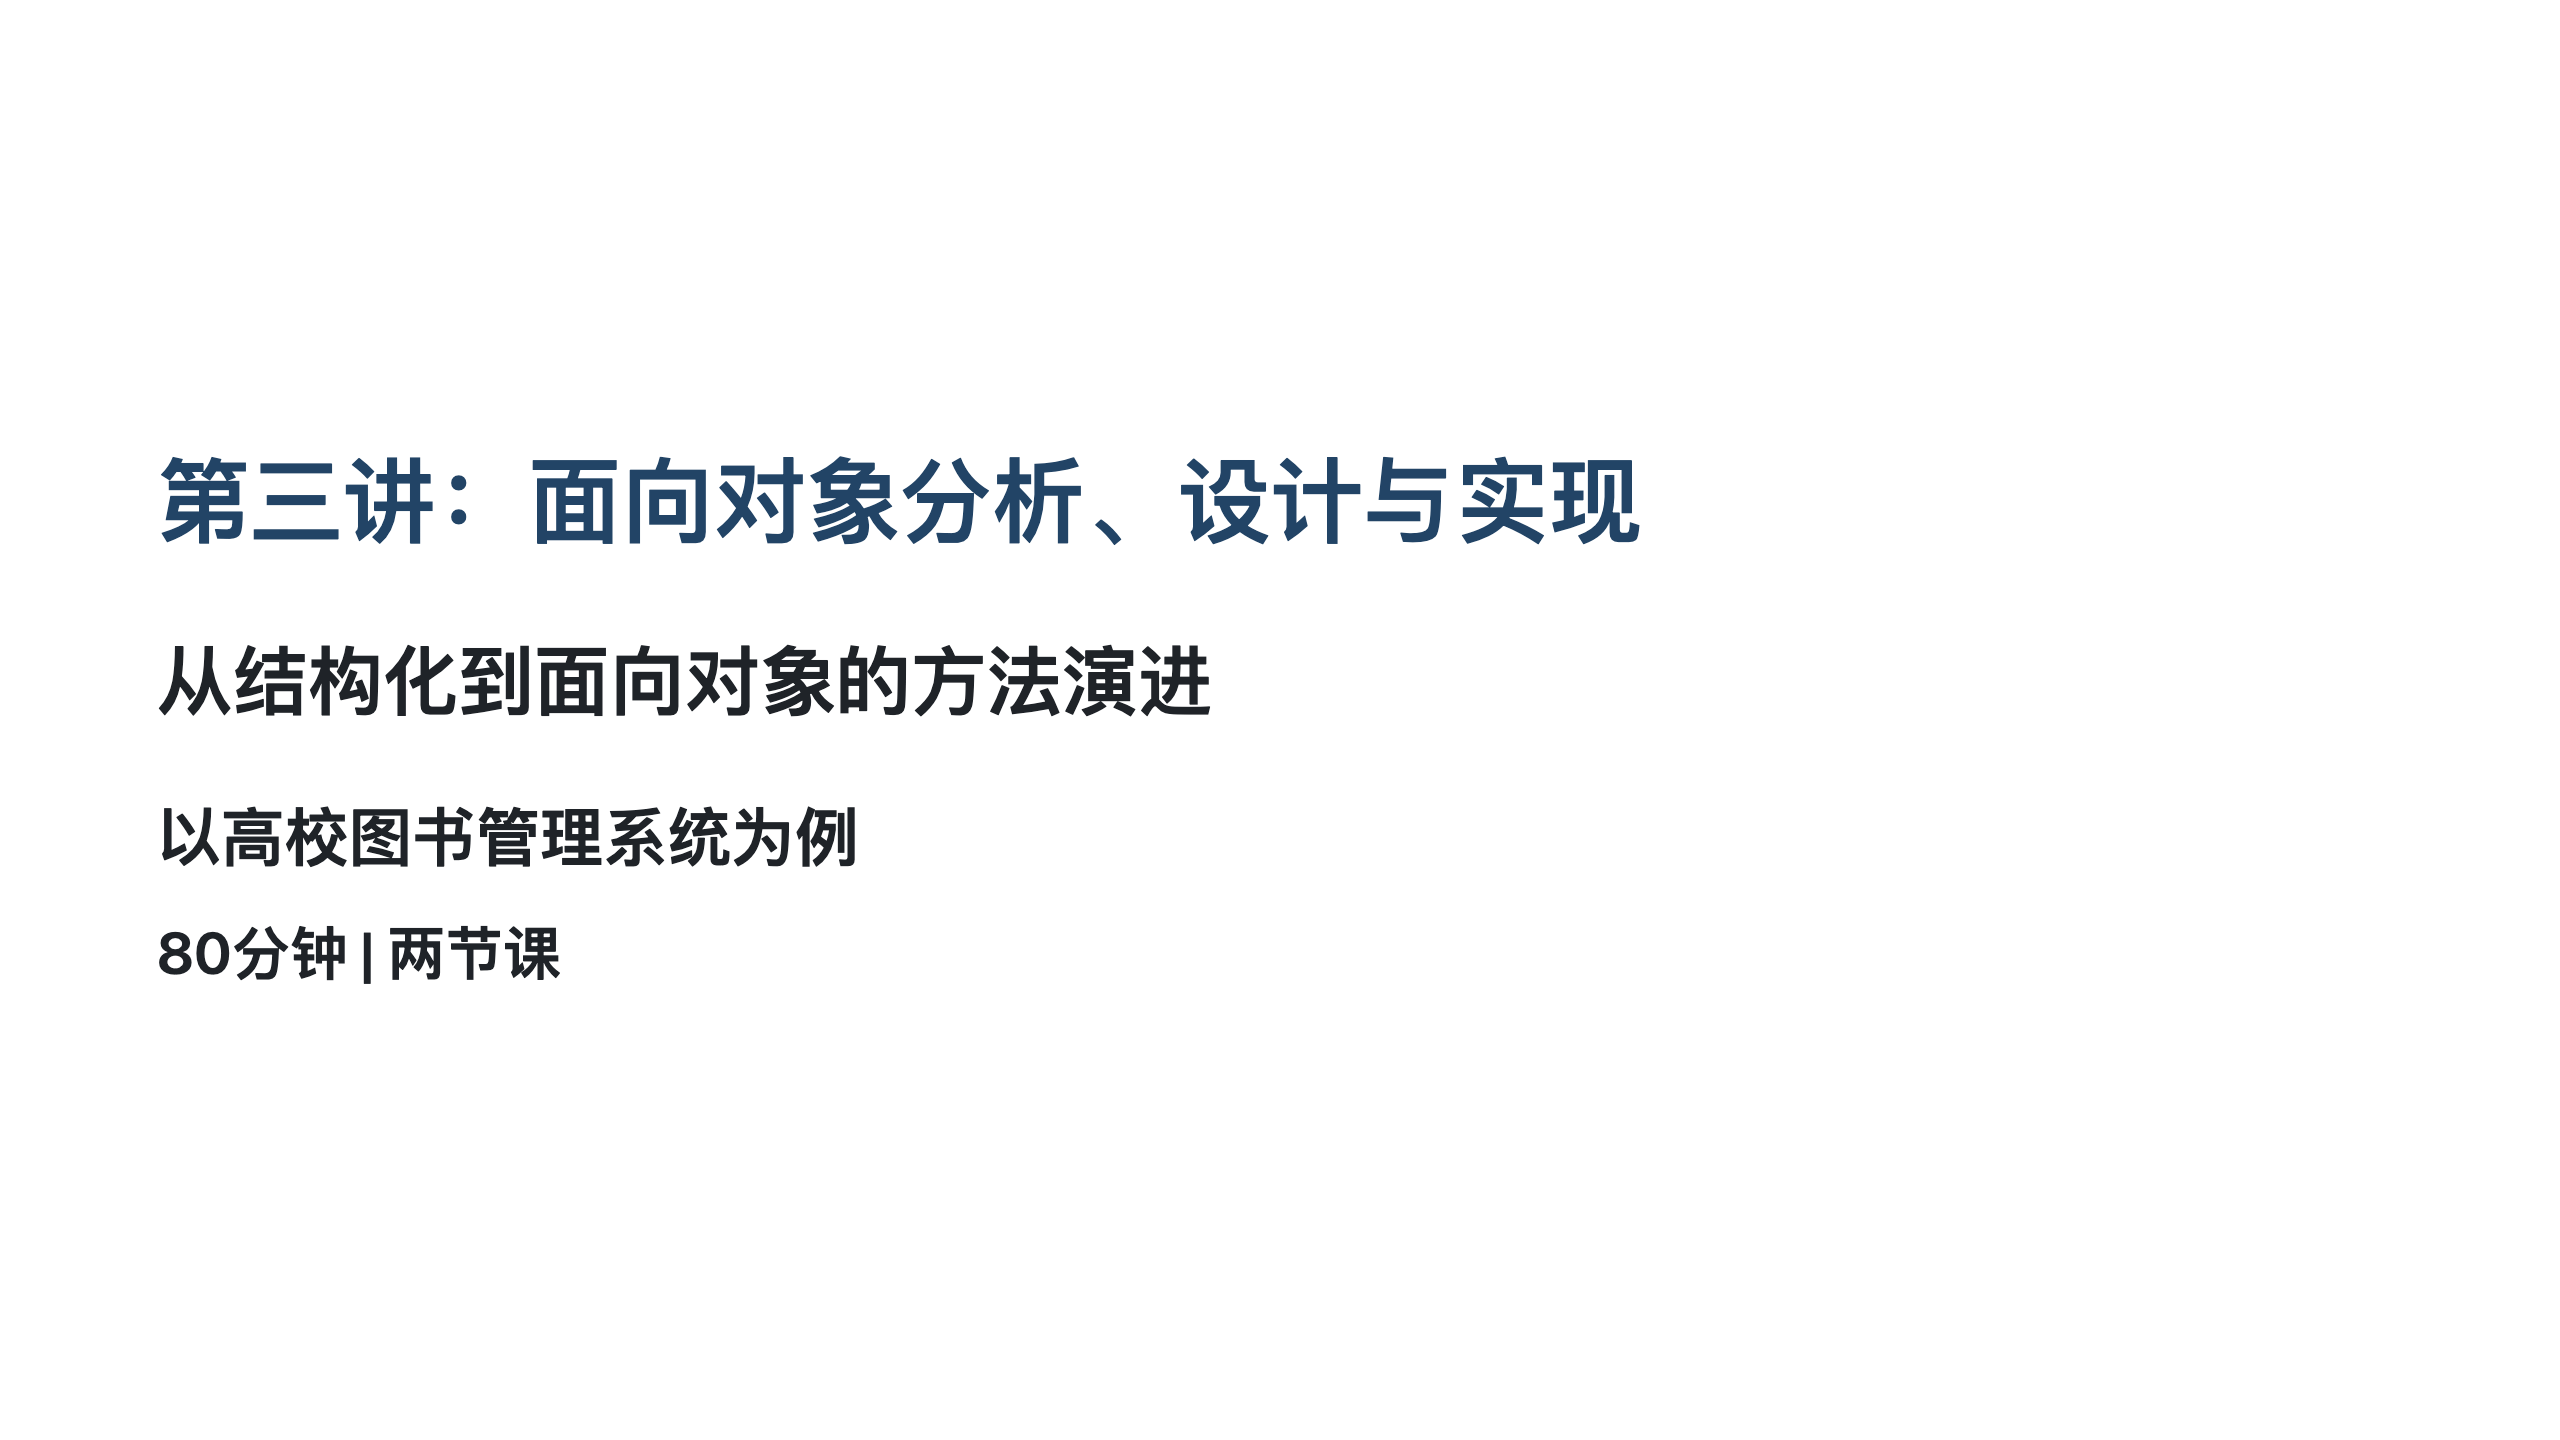 第三讲：面向对象分析、设计与实现
从结构化到面向对象的方法演进
以高校图书管理系统为例
80分钟 | 两节课